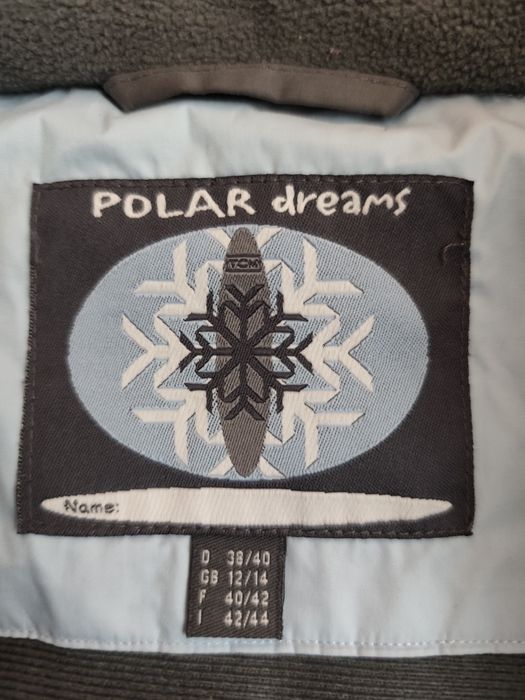 POLAR dreams
TCM
Name:
D 38/40
GB 12/14
F 40/42
I 42/44